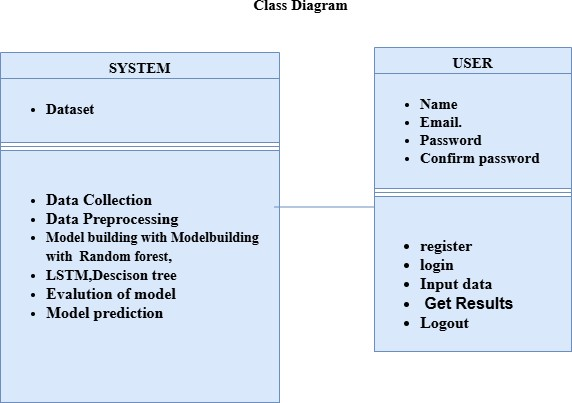 Class Diagram
SYSTEM
• Dataset
• Data Collection
• Data Preprocessing
• Model building with Modelbuilding
with Random forest,
• LSTM,Descison tree
• Evalution of model
• Model prediction
USER
• Name
• Email.
• Password
• Confirm password
• register
• login
• Input data
• Get Results
• Logout